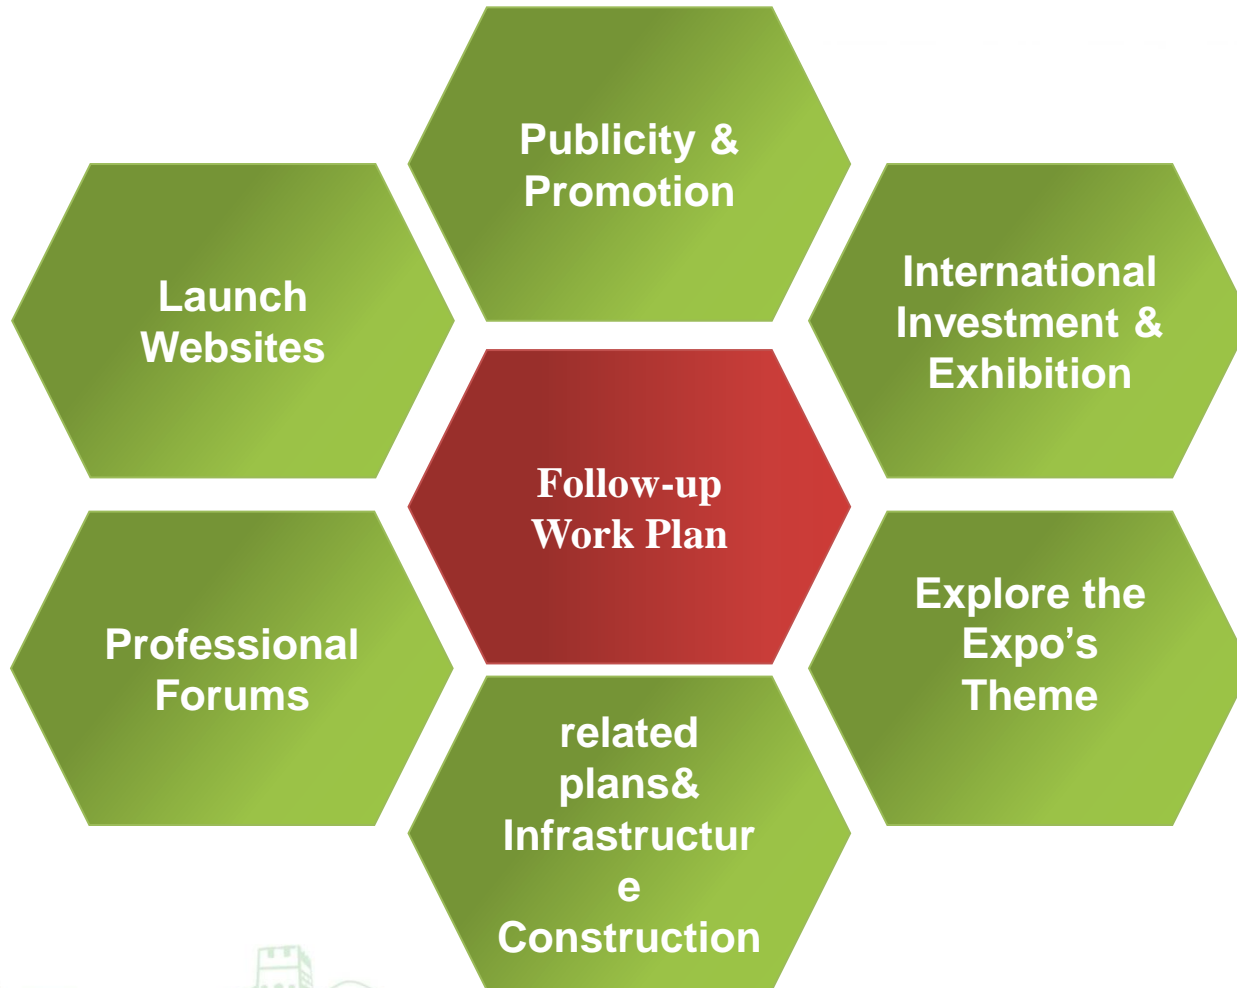 Publicity &
Promotion
Launch
Websites
International
Investment &
Exhibition
Follow-up
Work Plan
Professional
Forums
Explore the
Expo’s
Theme
related
plans&
Infrastructur
e
Construction